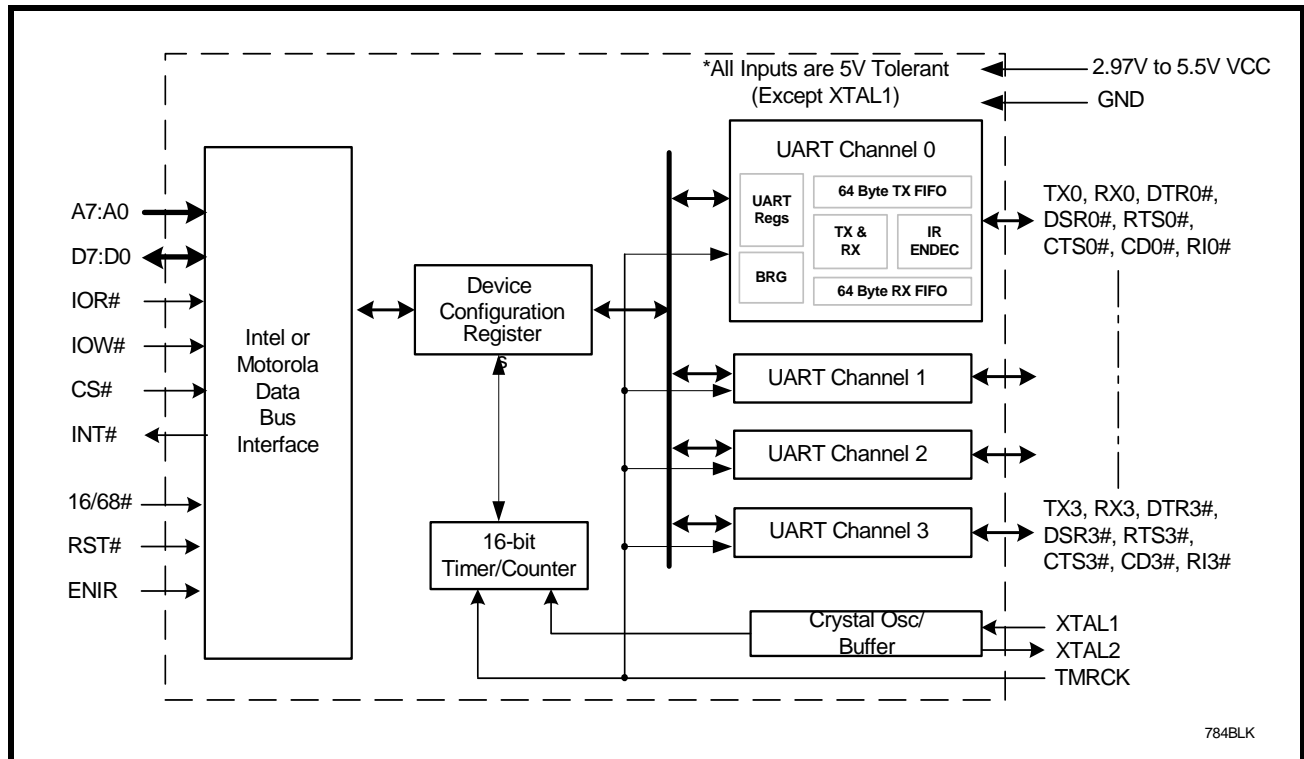 *All Inputs are 5V Tolerant
(Except XTAL1)
2.97V to 5.5V VCC
GND
A7:A0
D7:D0
IOR#
IOW#
CS#
INT#
16/68#
RST#
ENIR
Intel or
Motorola
Data
Bus
Interface
Device
Configuration
Register
s
16-bit
Timer/Counter
UART Channel 0
UART
Regs
BRG
64 Byte TX FIFO
TX &
RX
IR
ENDEC
64 Byte RX FIFO
UART Channel 1
UART Channel 2
UART Channel 3
Crystal Osc/
Buffer
TX0, RX0, DTR0#,
DSR0#, RTS0#,
CTS0#, CD0#, RI0#
TX3, RX3, DTR3#,
DSR3#, RTS3#,
CTS3#, CD3#, RI3#
XTAL1
XTAL2
TMRCK
784BLK